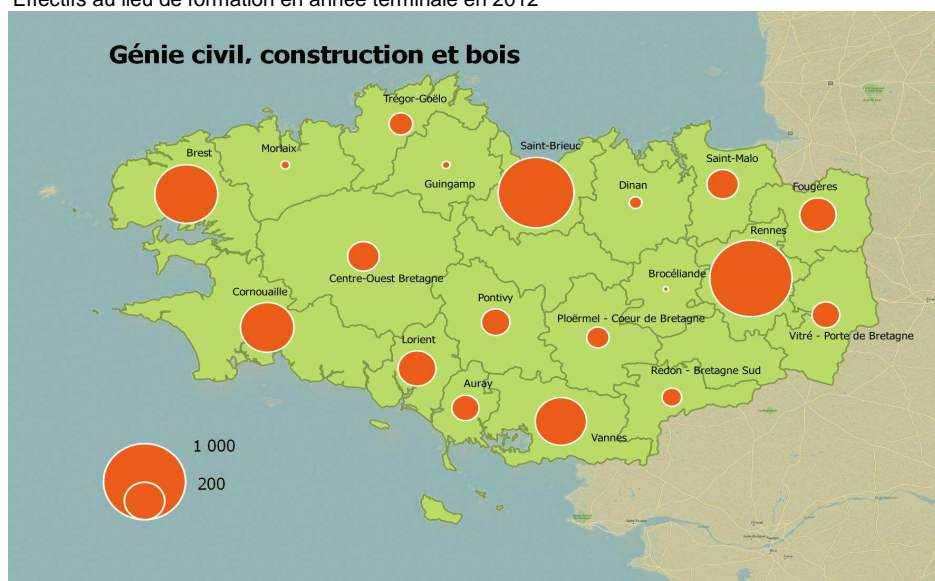 Effectifs au lieu de formation en année terminale en 2012
Génie civil, construction et bois
Trégor-Goëlo
Brest
Morlaix
Saint-Brieuc
Saint-Malo
Guingamp
Dinan
Fougères
Rennes
Centre-Ouest Bretagne
Brocéliande
Cornouaille
Pontivy
Ploërmel - Coeur de Bretagne
Vitré - Porte de Bretagne
Lorient
Redon - Bretagne Sud
Auray
Vannes
1 000
200